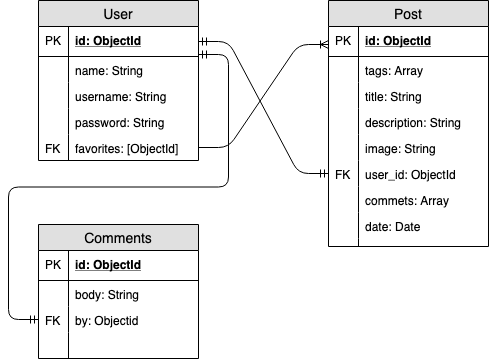 User
PK id: ObjectId
name: String
username: String
password: String
FK favorites: [ObjectId]
Post
PK id: ObjectId
tags: Array
title: String
description: String
image: String
FK user_id: ObjectId
commets: Array
date: Date
Comments
PK id: ObjectId
body: String
FK by: Objectid